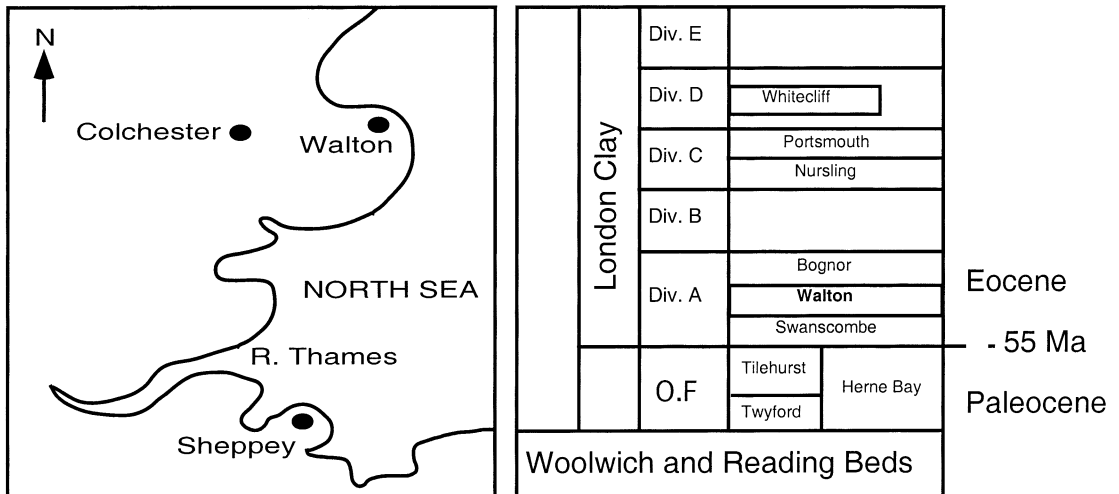 N
Colchester
Walton
NORTH SEA
R. Thames
Sheppey
London Clay
Div. E
Div. D
Whitecliff
Div. C
Portsmouth
Nursling
Div. B
Div. A
Bognor
Walton
Swanscombe
Eocene
- 55 Ma
Paleocene
O.F
Tilehurst
Twyford
Herne Bay
Woolwich and Reading Beds